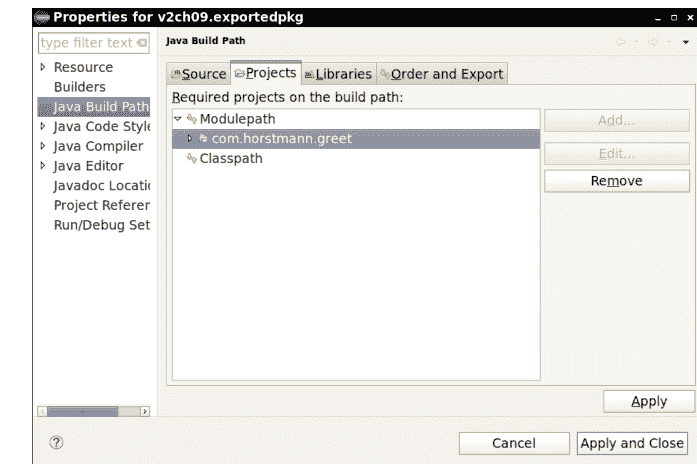 Properties for v2ch09.exportedpkg
type filter text
Java Build Path
Resource
Builders
Java Build Path
Java Code Style
Java Compiler
Java Editor
Javadoc Locati
Project Referer
Run/Debug Set
Source Projects Libraries Order and Export
Required projects on the build path:
Modulepath
com.horstmann.greet
Classpath
Add...
Edit...
Remove
Apply
?
Cancel Apply and Close